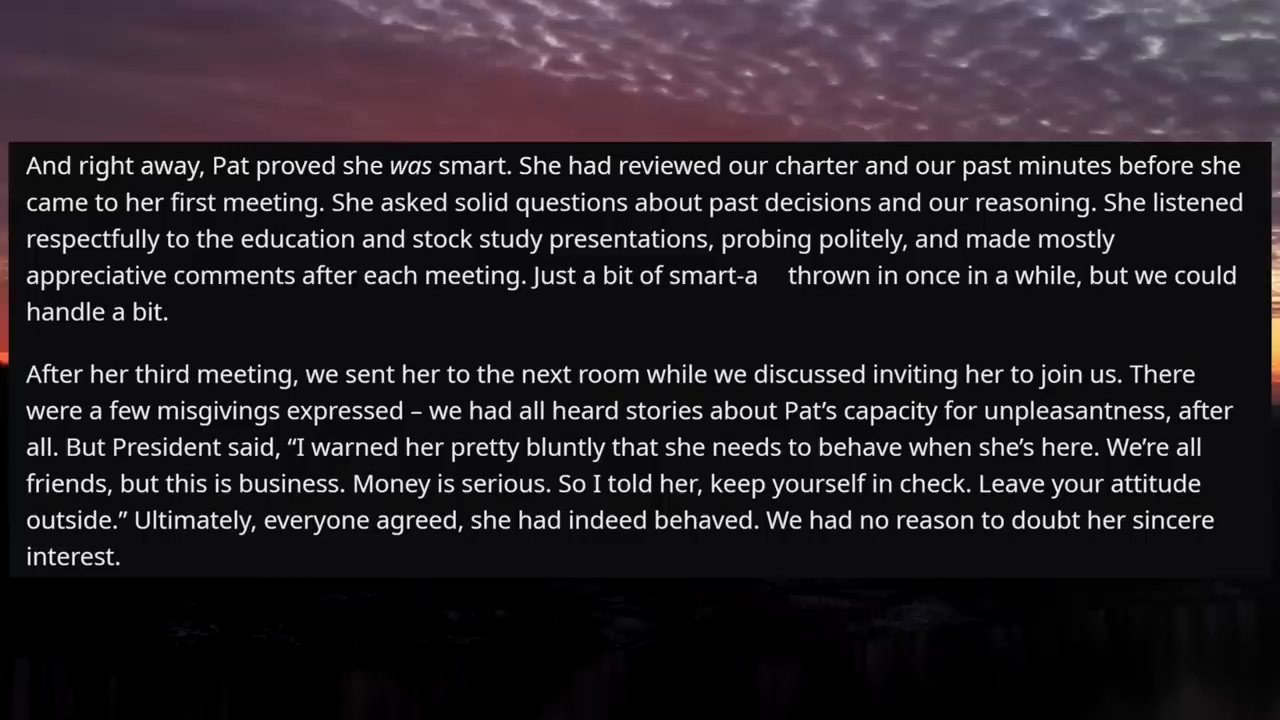 And right away, Pat proved she was smart. She had reviewed our charter and our past minutes before she
came to her first meeting. She asked solid questions about past decisions and our reasoning. She listened
respectfully to the education and stock study presentations, probing politely, and made mostly
appreciative comments after each meeting. Just a bit of smart-a thrown in once in a while, but we could
handle a bit.
After her third meeting, we sent her to the next room while we discussed inviting her to join us. There
were a few misgivings expressed – we had all heard stories about Pat’s capacity for unpleasantness, after
all. But President said, “I warned her pretty bluntly that she needs to behave when she’s here. We’re all
friends, but this is business. Money is serious. So I told her, keep yourself in check. Leave your attitude
outside.” Ultimately, everyone agreed, she had indeed behaved. We had no reason to doubt her sincere
interest.